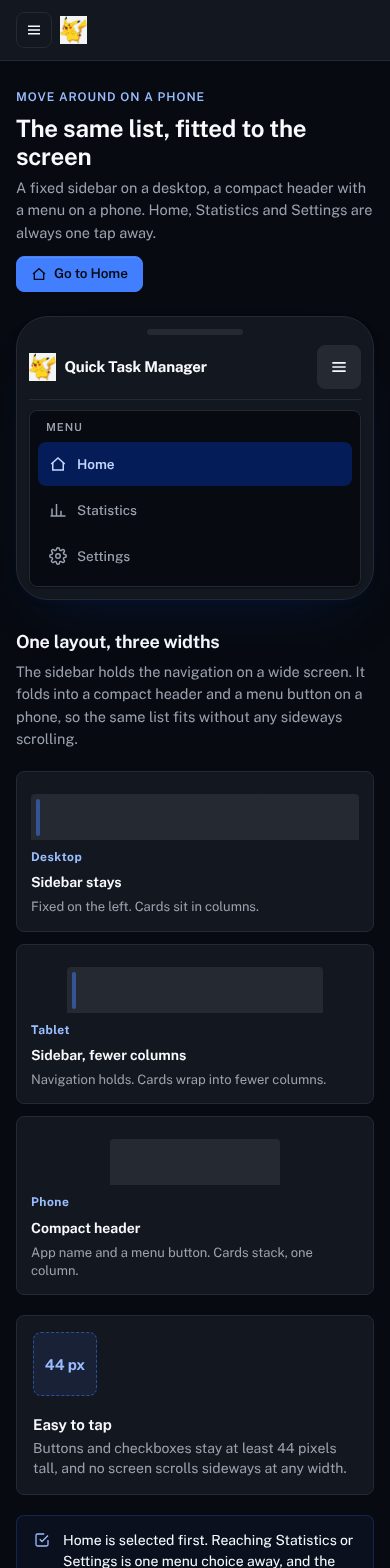 MOVE AROUND ON A PHONE
The same list, fitted to the
screen
A fixed sidebar on a desktop, a compact header with
a menu on a phone. Home, Statistics and Settings are
always one tap away.
Go to Home
Quick Task Manager
MENU
Home
Statistics
Settings
One layout, three widths
The sidebar holds the navigation on a wide screen. It
folds into a compact header and a menu button on a
phone, so the same list fits without any sideways
scrolling.
Desktop
Sidebar stays
Fixed on the left. Cards sit in columns.
Tablet
Sidebar, fewer columns
Navigation holds. Cards wrap into fewer columns.
Phone
Compact header
App name and a menu button. Cards stack, one
column.
44 px
Easy to tap
Buttons and checkboxes stay at least 44 pixels
tall, and no screen scrolls sideways at any width.
Home is selected first. Reaching Statistics or
Settings is one menu choice away, and the